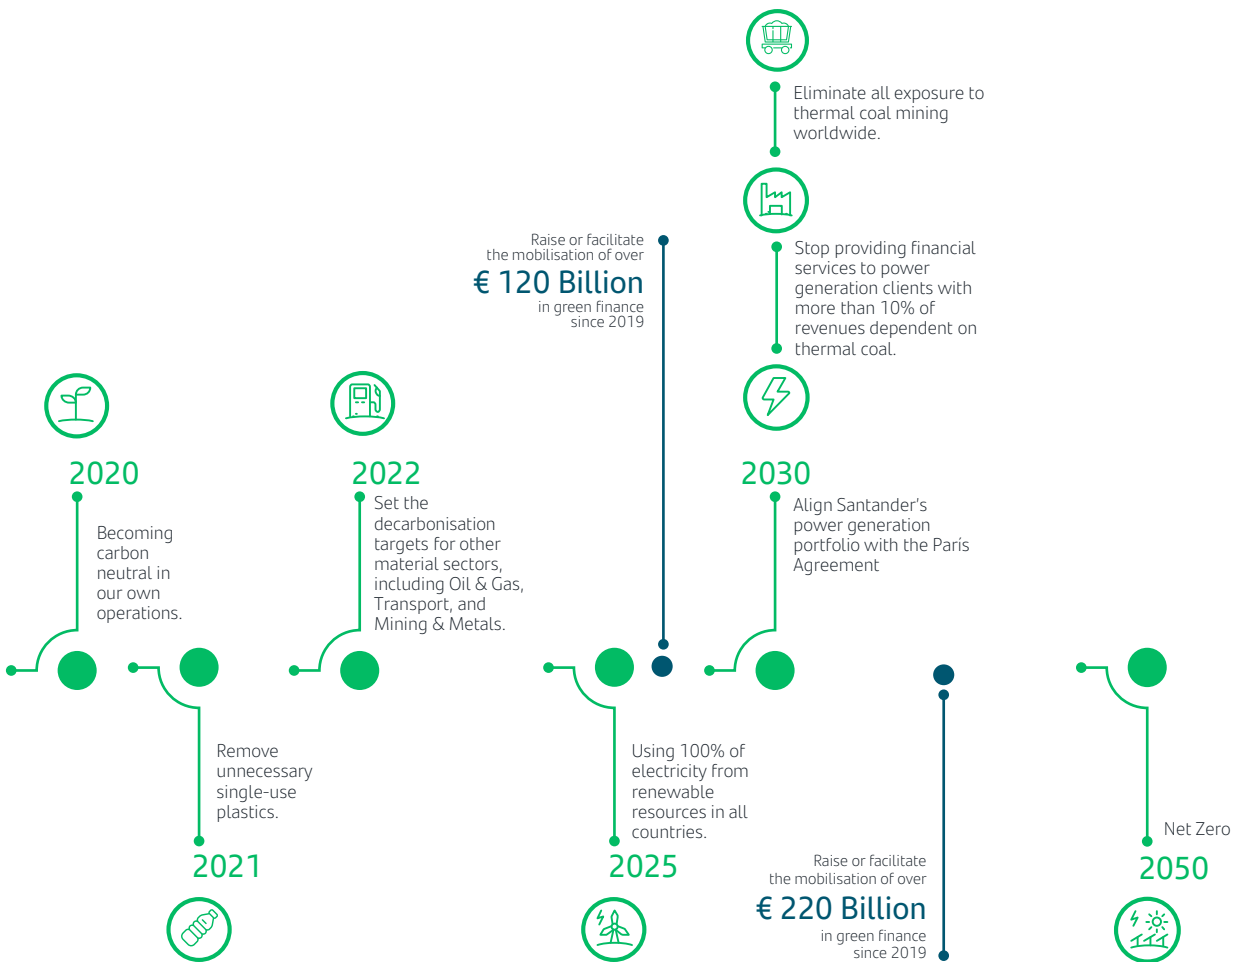 Eliminate all exposure to
thermal coal mining
worldwide.
Raise or facilitate
the mobilisation of over
€ 120 Billion
in green finance
since 2019
Stop providing financial
services to power
generation clients with
more than 10% of
revenues dependent on
thermal coal.
2020
Becoming
carbon
neutral in
our own
operations.
2022
Set the
decarbonisation
targets for other
material sectors,
including Oil & Gas,
Transport, and
Mining & Metals.
2030
Align Santander's
power generation
portfolio with the París
Agreement
Remove
unnecessary
single-use
plastics.
2021
Using 100% of
electricity from
renewable
resources in all
countries.
2025
Raise or facilitate
the mobilisation of over
€ 220 Billion
in green finance
since 2019
Net Zero
2050